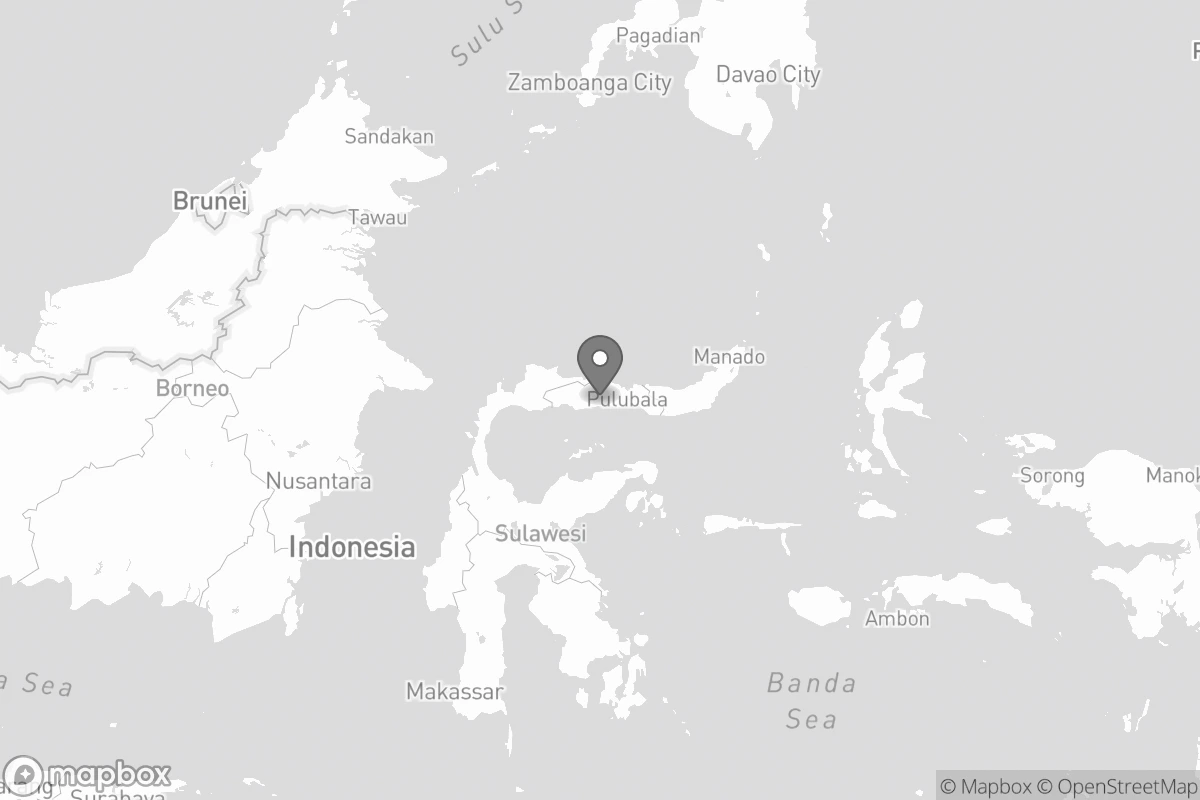 Sulu S
Pagadian
Zamboanga City
Davao City
Sandakan
Brunei
Tawau
Manado
Borneo
Pulubala
Nusantara
Sorong
Manok
Sulawesi
Indonesia
Ambon
a Sea
Makassar
Banda
Sea
mapbox
arang
Surabaya
© Mapbox © OpenStreetMap